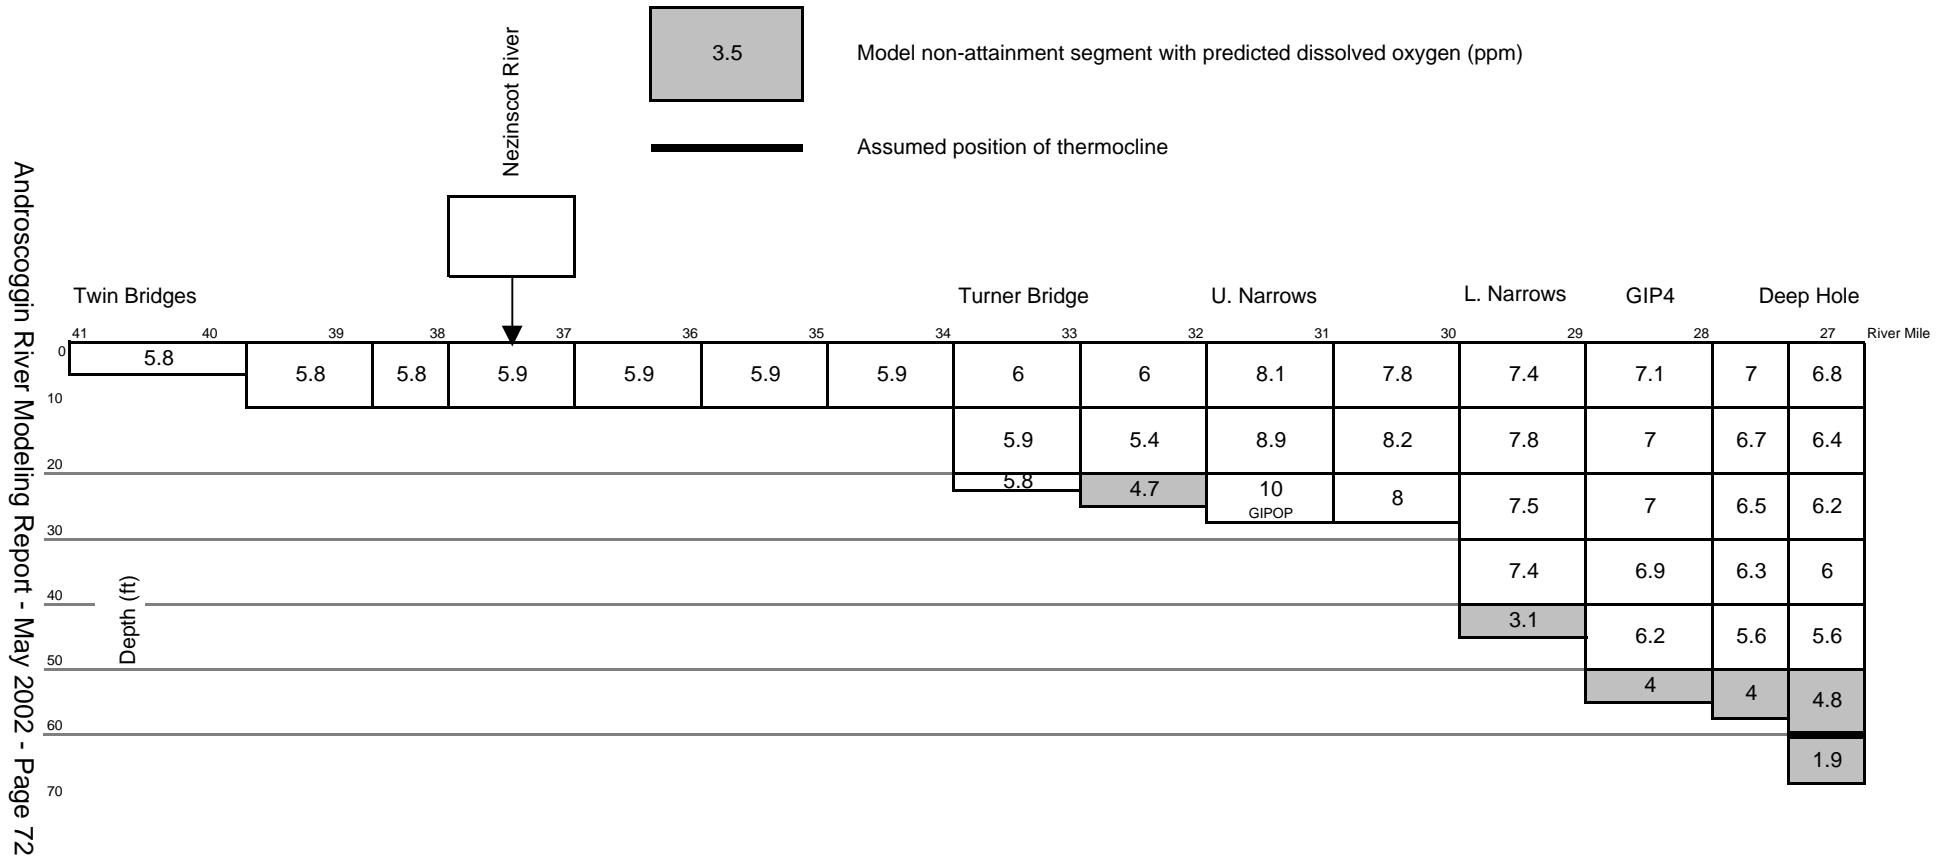 3.5
Model non-attainment segment with predicted dissolved oxygen (ppm)
Assumed position of thermocline
Nezinscot River
Androscoggin River Modeling Report - May 2002 - Page 72
Twin Bridges Turner Bridge U. Narrows L. Narrows GIP4 Deep Hole
41 40 39 38 37 36 35 34 33 32 31 30 29 28 27 River Mile
0
5.8
5.8 5.8 5.9 5.9 5.9 5.9 6 6 8.1 7.8 7.4 7.1 7 6.8
10
5.9 5.4 8.9 8.2 7.8 7 6.7 6.4
20
5.8 4.7 10 8 7.5 7 6.5 6.2
GIPOP
30
7.4 6.9 6.3 6
40
3.1 6.2 5.6 5.6
Depth (ft)
50
4 4 4.8
60
1.9
70